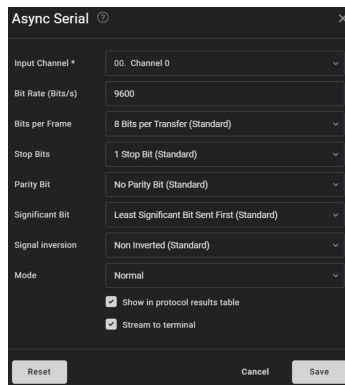 Async Serial
Input Channel * 00. Channel 0
Bit Rate (Bits/s) 9600
Bits per Frame 8 Bits per Transfer (Standard)
Stop Bits 1 Stop Bit (Standard)
Parity Bit No Parity Bit (Standard)
Significant Bit Least Significant Bit Sent First (Standard)
Signal inversion Non Inverted (Standard)
Mode Normal
Show in protocol results table
Stream to terminal
Reset Cancel Save